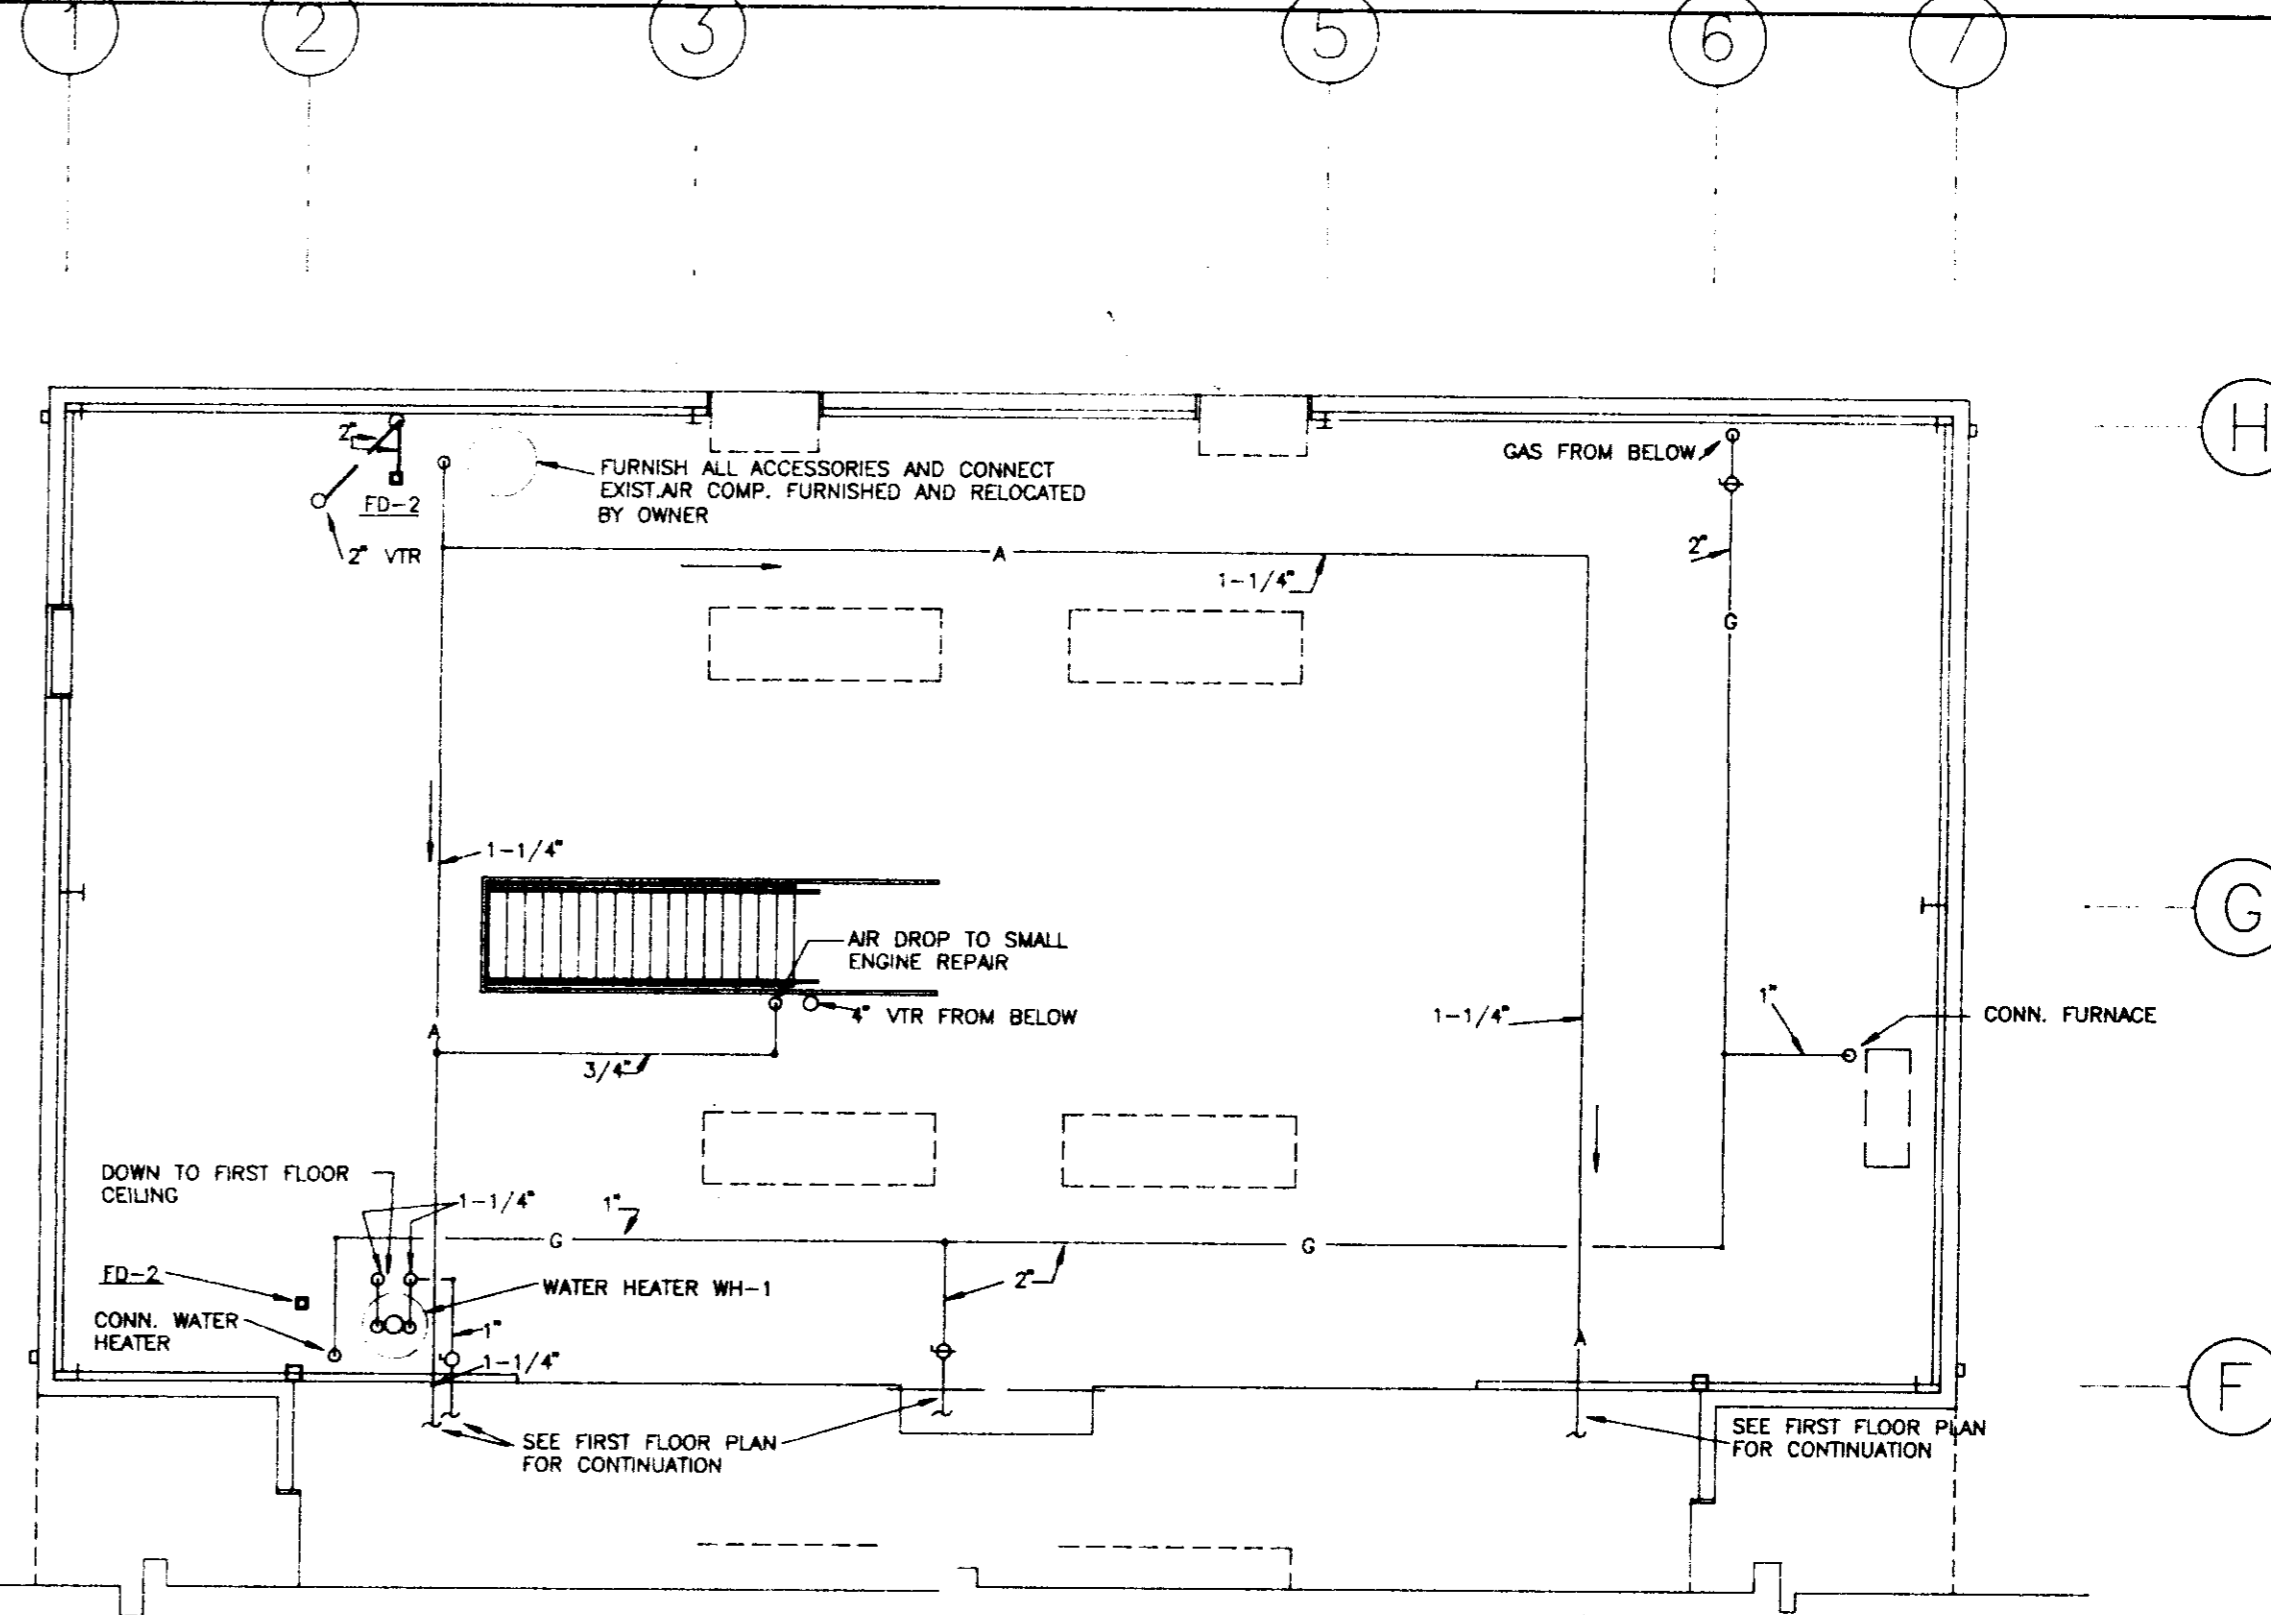 1 2 3 5 6 7
H
2"
FD-2
2" VTR
FURNISH ALL ACCESSORIES AND CONNECT
EXIST.AIR COMP. FURNISHED AND RELOCATED
BY OWNER
GAS FROM BELOW
A
1-1/4"
2"
G
1-1/4"
G
AIR DROP TO SMALL
ENGINE REPAIR
4" VTR FROM BELOW
1-1/4"
1"
CONN. FURNACE
A
3/4"
DOWN TO FIRST FLOOR
CEILING
1-1/4"
1"
G
G
FD-2
WATER HEATER WH-1
2"
CONN. WATER
HEATER
1"
1-1/4"
A
F
SEE FIRST FLOOR PLAN
FOR CONTINUATION
SEE FIRST FLOOR PLAN
FOR CONTINUATION